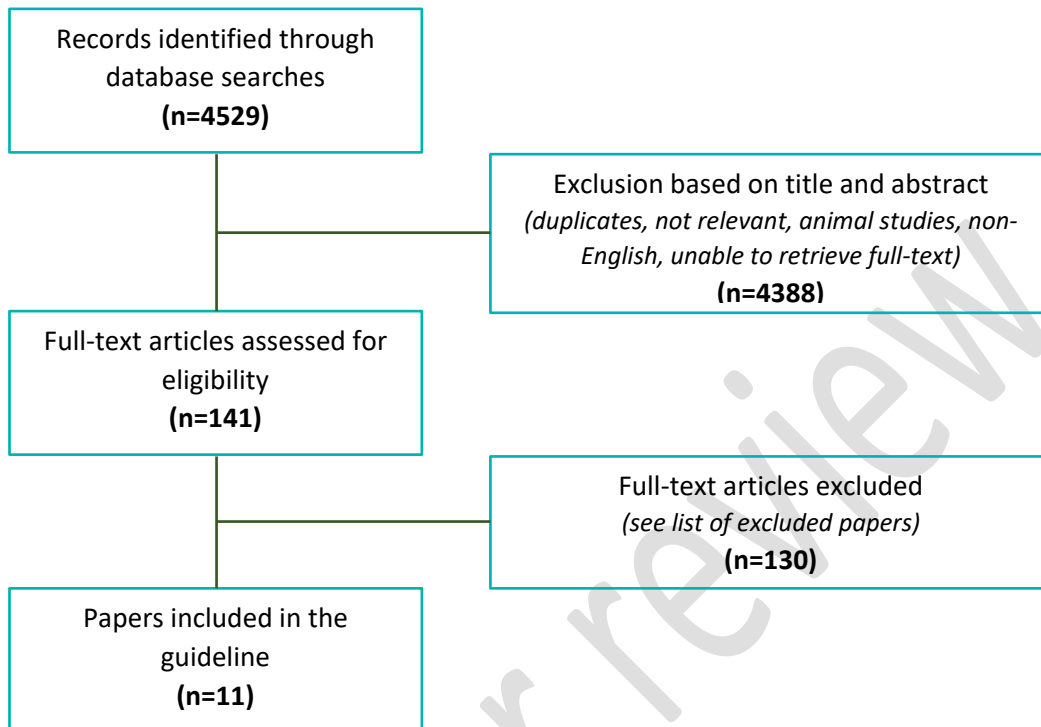 Records identified through
database searches
(n=4529)
Exclusion based on title and abstract
(duplicates, not relevant, animal studies, non-
English, unable to retrieve full-text)
(n=4388)
Full-text articles assessed for
eligibility
(n=141)
Full-text articles excluded
(see list of excluded papers)
(n=130)
Papers included in the
guideline
(n=11)
r review